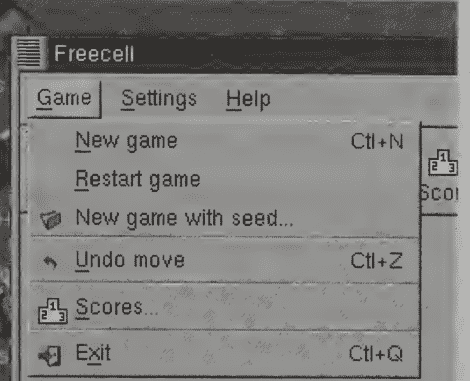 Freecell
Game Settings Help
New game Ctl+N
Restart game
New game with seed...
Undo move Ctl+Z
Scores...
Exit Ctl+Q